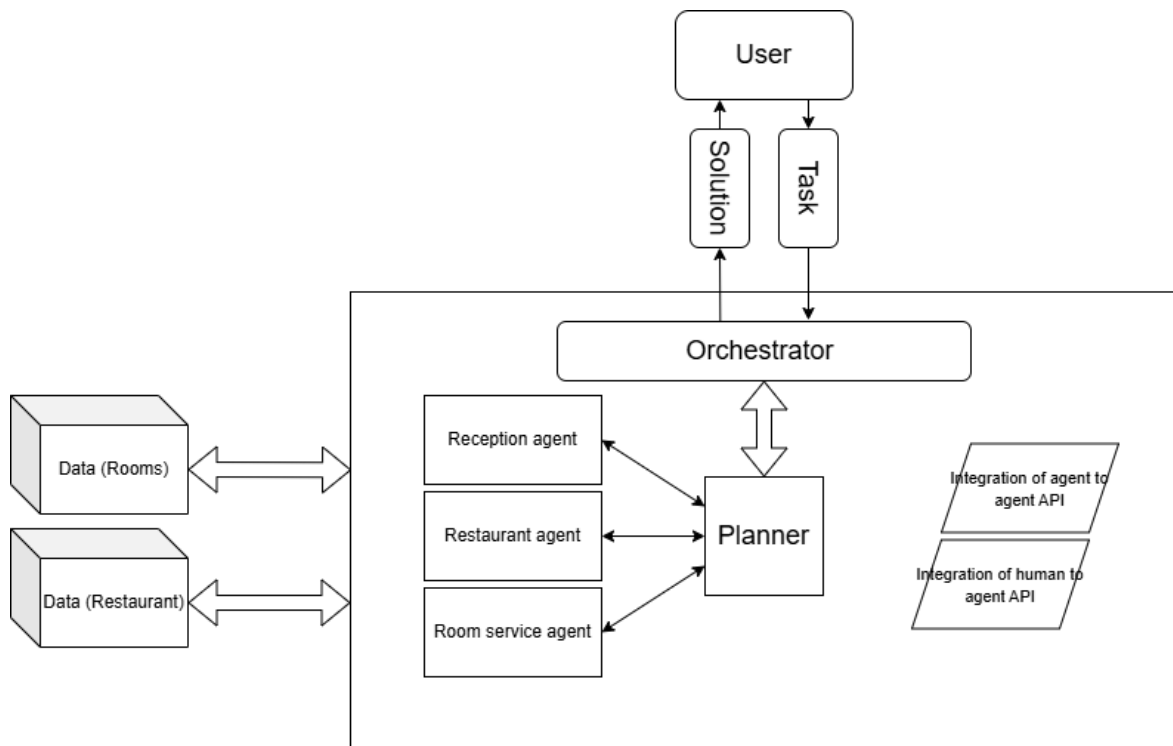 User
Solution
Task
Orchestrator
Reception agent
Data (Rooms)
Integration of agent to
agent API
Restaurant agent
Planner
Integration of human to
agent API
Data (Restaurant)
Room service agent